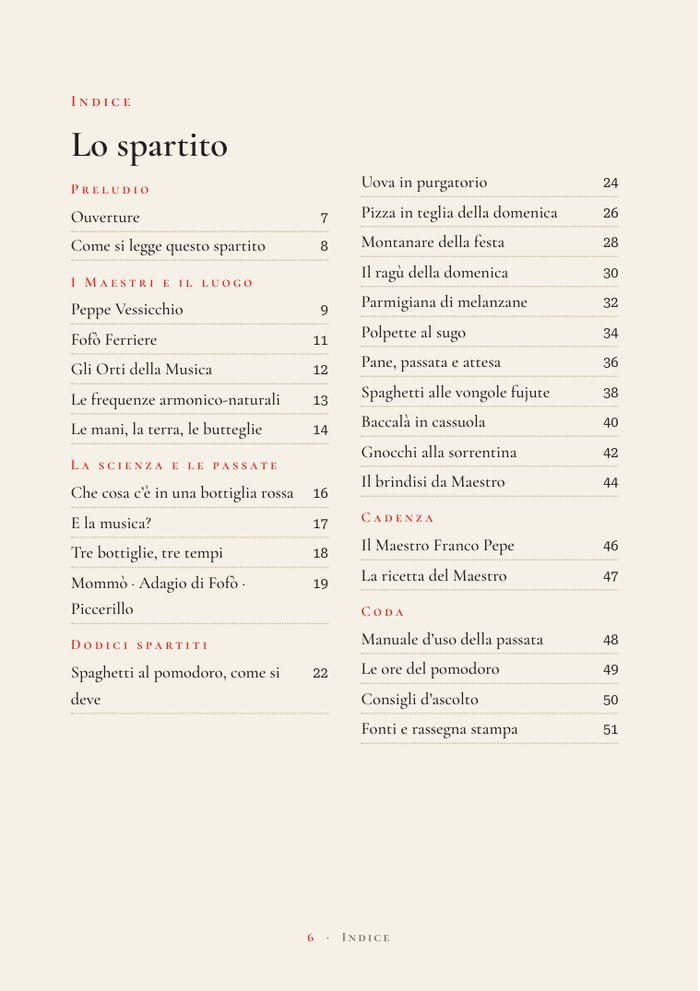 Indice
Lo spartito
Preludio
Ouverture 7
Come si legge questo spartito 8
I Maestri e il luogo
Peppe Vessicchio 9
Fofò Ferriere 11
Gli Orti della Musica 12
Le frequenze armonico-naturali 13
Le mani, la terra, le butteglie 14
La scienza e le passate
Che cosa c’è in una bottiglia rossa 16
E la musica? 17
Tre bottiglie, tre tempi 18
Mommò · Adagio di Fofò · 19
Piccerillo
Dodici spartiti
Spaghetti al pomodoro, come si 22
deve
Uova in purgatorio 24
Pizza in teglia della domenica 26
Montanare della festa 28
Il ragù della domenica 30
Parmigiana di melanzane 32
Polpette al sugo 34
Pane, passata e attesa 36
Spaghetti alle vongole fujute 38
Baccalà in cassuola 40
Gnocchi alla sorrentina 42
Il brindisi da Maestro 44
Cadenza
Il Maestro Franco Pepe 46
La ricetta del Maestro 47
Coda
Manuale d’uso della passata 48
Le ore del pomodoro 49
Consigli d’ascolto 50
Fonti e rassegna stampa 51
6 · Indice